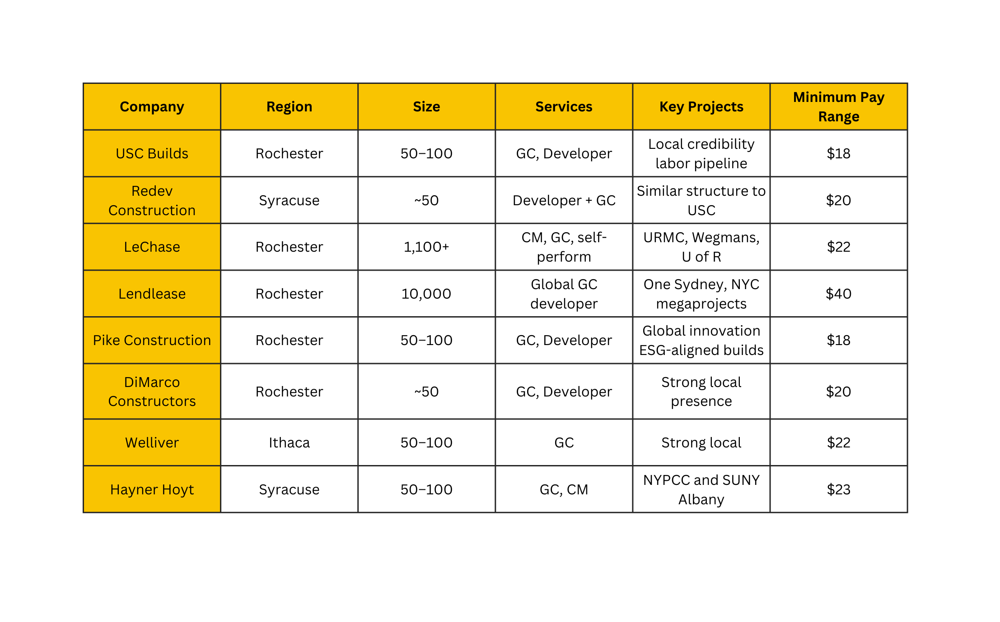 Company
Region
Size
Services
Key Projects
Minimum Pay
Range
USC Builds
Rochester
50–100
GC, Developer
Local credibility
labor pipeline
$18
Redev
Construction
Syracuse
~50
Developer + GC
Similar structure to
USC
$20
LeChase
Rochester
1,100+
CM, GC, self-
perform
URMC, Wegmans,
U of R
$22
Lendlease
Rochester
10,000
Global GC
developer
One Sydney, NYC
megaprojects
$40
Pike Construction
Rochester
50–100
GC, Developer
Global innovation
ESG-aligned builds
$18
DiMarco
Constructors
Rochester
~50
GC, Developer
Strong local
presence
$20
Welliver
Ithaca
50–100
GC
Strong local
$22
Hayner Hoyt
Syracuse
50–100
GC, CM
NYPCC and SUNY
Albany
$23